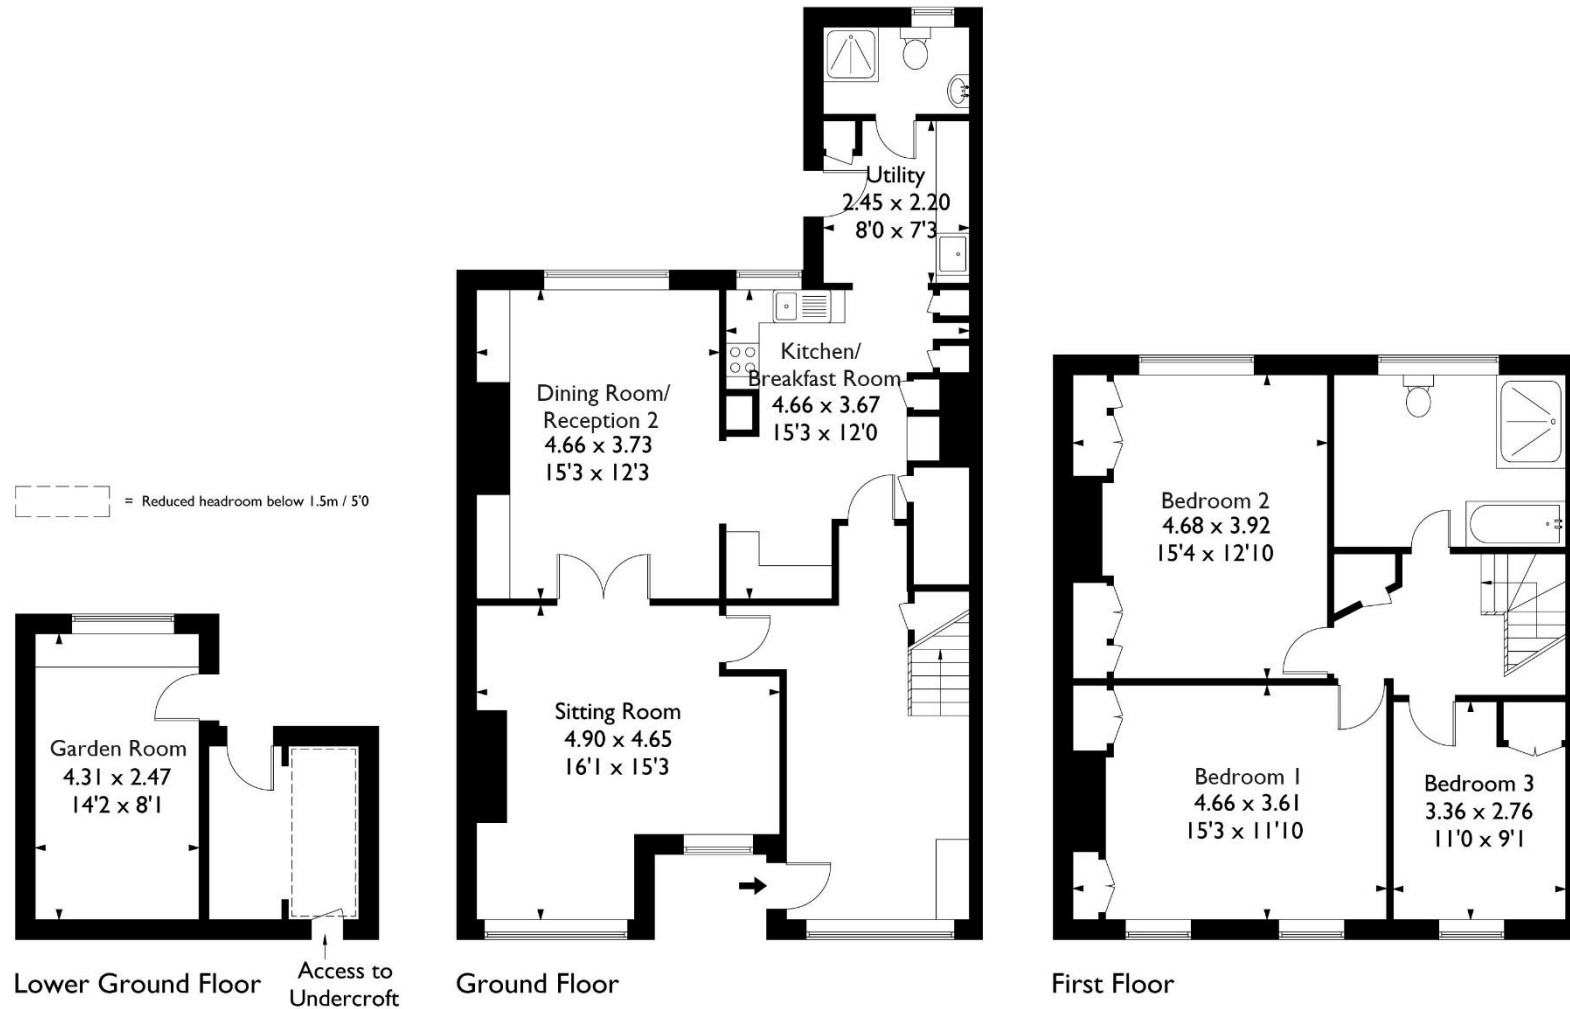 Utility
2.45 x 2.20
8'0 x 7'3
Kitchen/
Breakfast Room
4.66 x 3.67
15'3 x 12'0
Dining Room/
Reception 2
4.66 x 3.73
15'3 x 12'3
= Reduced headroom below 1.5m / 5'0
Bedroom 2
4.68 x 3.92
15'4 x 12'10
Sitting Room
4.90 x 4.65
16'1 x 15'3
Garden Room
4.31 x 2.47
14'2 x 8'1
Bedroom 1
4.66 x 3.61
15'3 x 11'10
Bedroom 3
3.36 x 2.76
11'0 x 9'1
Lower Ground Floor
Access to
Undercroft
Ground Floor
First Floor